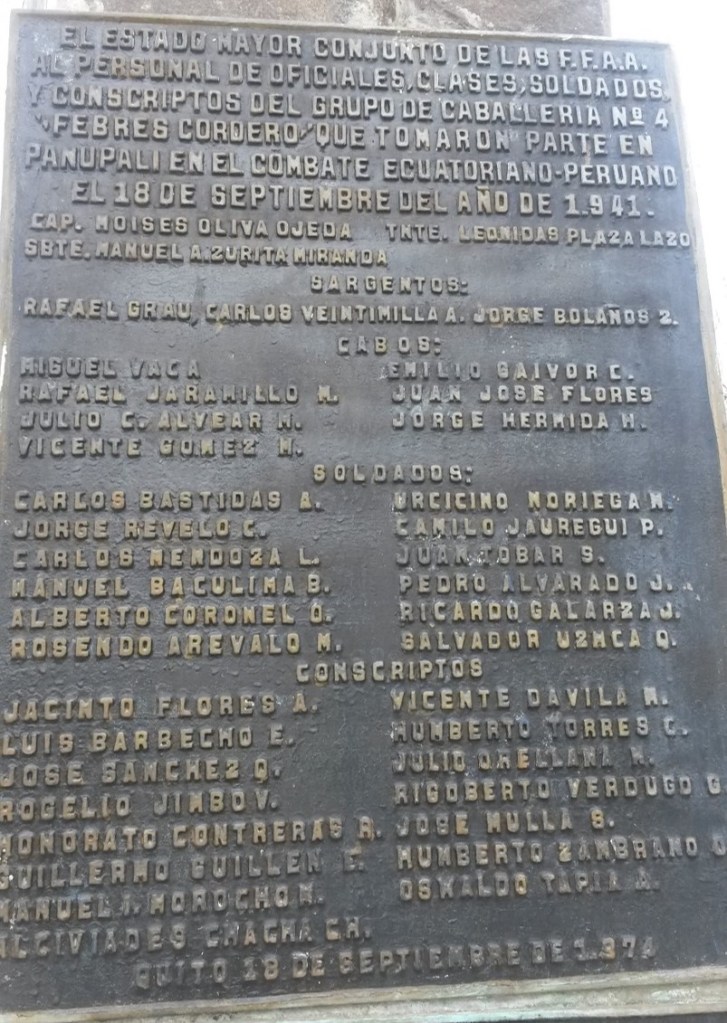 EL ESTADO MAYOR CONJUNTO DE LAS F.F.A.A.
AL PERSONAL DE OFICIALES, CLASES, SOLDADOS,
Y CONSCRIPTOS DEL GRUPO DE CABALLERIA Nº 4
"FEBRES CORDERO" QUE TOMARON PARTE EN
PANUPALI EN EL COMBATE ECUATORIANO-PERUANO
EL 18 DE SEPTIEMBRE DEL AÑO DE 1.941.
CAP. MOISES OLIVA OJEDA TNTE. LEONIDAS PLAZA LAZO
SBTE. MANUEL A. ZURITA MIRANDA
SARGENTOS:
RAFAEL GRAU, CARLOS VEINTIMILLA A. JORGE BOLAÑOS Z.
CABOS:
MIGUEL VACA EMILIO GAIVOR C.
RAFAEL JARAMILLO M. JUAN JOSE FLORES
JULIO C. ALVEAR M. JORGE HERMIDA H.
VICENTE GOMEZ N.
SOLDADOS:
CARLOS BASTIDAS A. URCICINO NORIEGA M.
JORGE REVELO C. CAMILO JAUREGUI P.
CARLOS MENDOZA L. JUAN TOBAR S.
MANUEL BACULIMA B. PEDRO ALVARADO J.
ALBERTO CORONEL O. RICARDO GALARZA J.
ROSENDO AREVALO M. SALVADOR UZHCA Q.
CONSCRIPTOS
JACINTO FLORES A. VICENTE DAVILA M.
LUIS BARBECHO E. HUMBERTO TORRES C.
JOSE SANCHEZ Q. JULIO ORELLANA M.
ROGELIO JIMBO V. RIGOBERTO VERDUGO
HONORATO CONTRERAS R. JOSE MULLA S.
GUILLERMO GUILLEN E. HUMBERTO ZAMBRANO
MANUEL I. MOROCHO M. OSWALDO TAPIA A.
ALCIVIADES CHACHA CH.
QUITO 18 DE SEPTIEMBRE DE 1.974